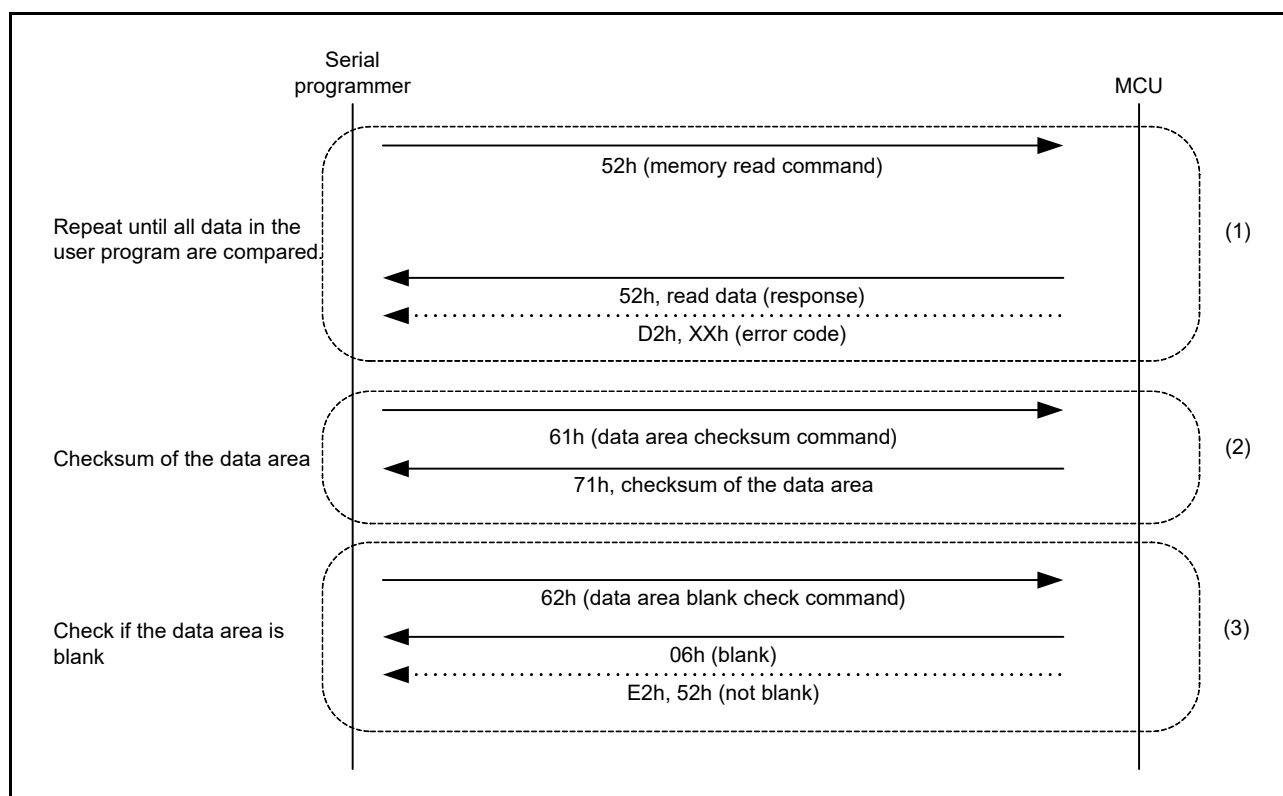 Serial
programmer
MCU
52h (memory read command)
Repeat until all data in the
user program are compared.
(1)
52h, read data (response)
D2h, XXh (error code)
61h (data area checksum command)
Checksum of the data area
(2)
71h, checksum of the data area
62h (data area blank check command)
Check if the data area is
blank
(3)
06h (blank)
E2h, 52h (not blank)